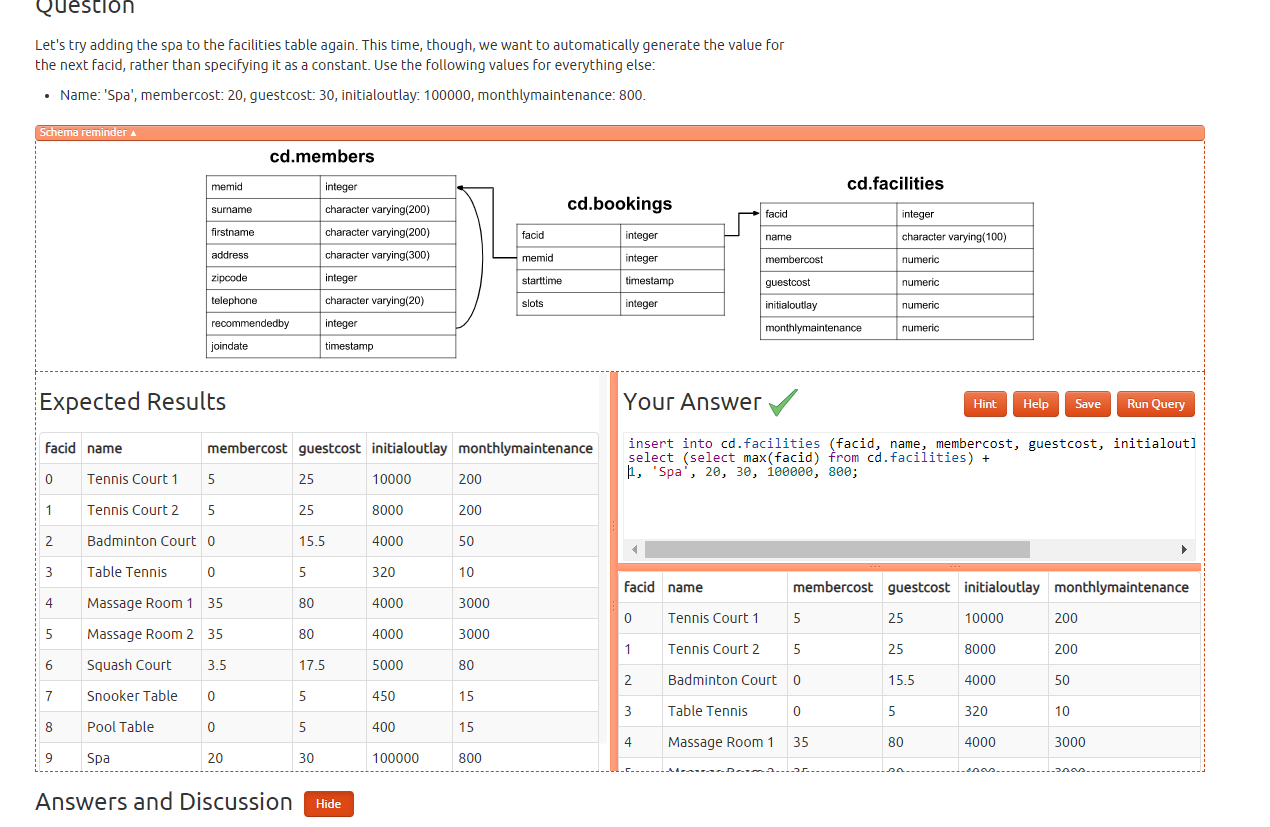 Question
Let's try adding the spa to the facilities table again. This time, though, we want to automatically generate the value for
the next facid, rather than specifying it as a constant. Use the following values for everything else:
• Name: 'Spa', membercost: 20, guestcost: 30, initialoutlay: 100000, monthlymaintenance: 800.
Schema reminder ▴
cd.members
memid integer
surname character varying(200)
firstname character varying(200)
address character varying(300)
zipcode integer
telephone character varying(20)
recommendedby integer
joindate timestamp
cd.bookings
facid integer
memid integer
starttime timestamp
slots integer
cd.facilities
facid integer
name character varying(100)
membercost numeric
guestcost numeric
initialoutlay numeric
monthlymaintenance numeric
Expected Results
facid name membercost guestcost initialoutlay monthlymaintenance
0 Tennis Court 1 5 25 10000 200
1 Tennis Court 2 5 25 8000 200
2 Badminton Court 0 15.5 4000 50
3 Table Tennis 0 5 320 10
4 Massage Room 1 35 80 4000 3000
5 Massage Room 2 35 80 4000 3000
6 Squash Court 3.5 17.5 5000 80
7 Snooker Table 0 5 450 15
8 Pool Table 0 5 400 15
9 Spa 20 30 100000 800
Your Answer
Hint Help Save Run Query
insert into cd.facilities (facid, name, membercost, guestcost, initialoutl
select (select max(facid) from cd.facilities) +
1, 'Spa', 20, 30, 100000, 800;
facid name membercost guestcost initialoutlay monthlymaintenance
0 Tennis Court 1 5 25 10000 200
1 Tennis Court 2 5 25 8000 200
2 Badminton Court 0 15.5 4000 50
3 Table Tennis 0 5 320 10
4 Massage Room 1 35 80 4000 3000
Answers and Discussion Hide